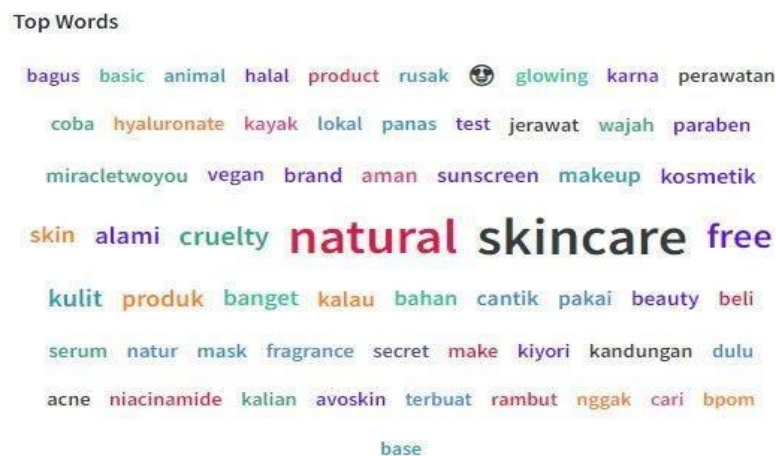 Top Words
bagus basic animal halal product rusak 😎 glowing karna perawatan
coba hyaluronate kayak lokal panas test jerawat wajah paraben
miracletwoyou vegan brand aman sunscreen makeup kosmetik
skin alami cruelty natural skincare free
kulit produk banget kalau bahan cantik pakai beauty beli
serum natur mask fragrance secret make kiyori kandungan dulu
acne niacinamide kalian avoskin terbuat rambut nggak cari bpom
base